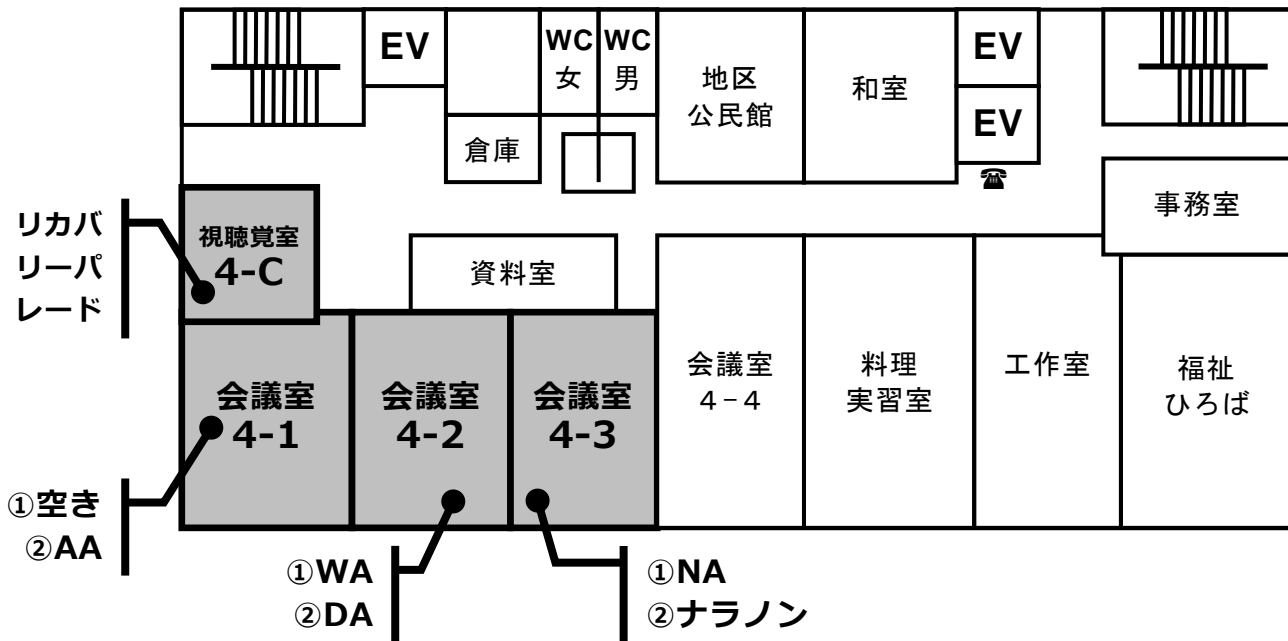 EV
WC
女
WC
男
地区
公民館
和室
EV
EV
倉庫
☎
事務室
リカバ
リーパ
レード
視聴覚室
4-C
資料室
会議室
4-1
会議室
4-2
会議室
4-3
会議室
４−４
料理
実習室
工作室
福祉
ひろば
①空き
②AA
①WA
②DA
①NA
②ナラノン